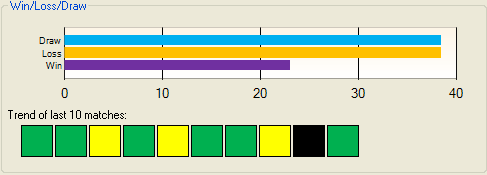 Win/Loss/Draw
Draw
Loss
Win
0 10 20 30 40
Trend of last 10 matches: